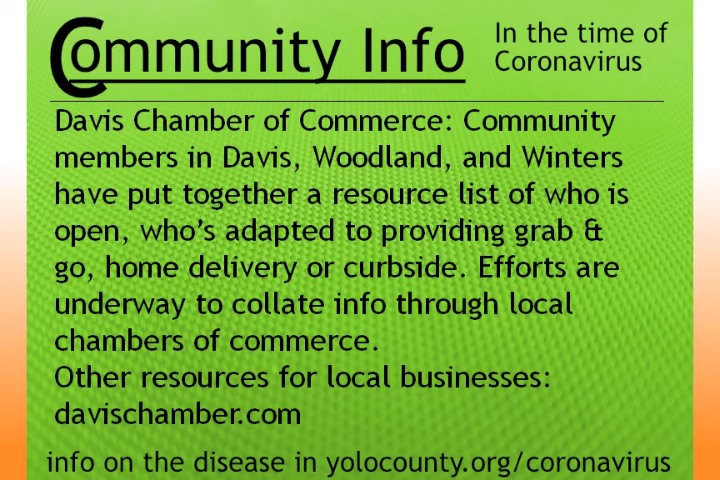 Community Info
In the time of
Coronavirus
Davis Chamber of Commerce: Community
members in Davis, Woodland, and Winters
have put together a resource list of who is
open, who’s adapted to providing grab &
go, home delivery or curbside. Efforts are
underway to collate info through local
chambers of commerce.
Other resources for local businesses:
davischamber.com
info on the disease in yolocounty.org/coronavirus